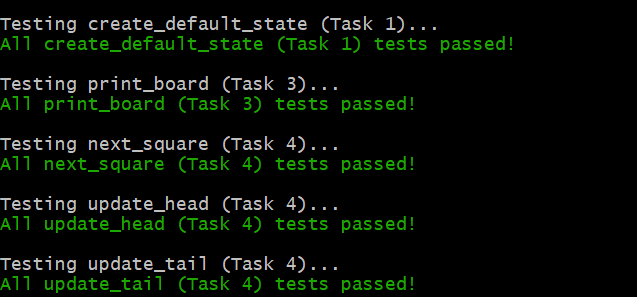 Testing create_default_state (Task 1)...
All create_default_state (Task 1) tests passed!
Testing print_board (Task 3)...
All print_board (Task 3) tests passed!
Testing next_square (Task 4)...
All next_square (Task 4) tests passed!
Testing update_head (Task 4)...
All update_head (Task 4) tests passed!
Testing update_tail (Task 4)...
All update_tail (Task 4) tests passed!